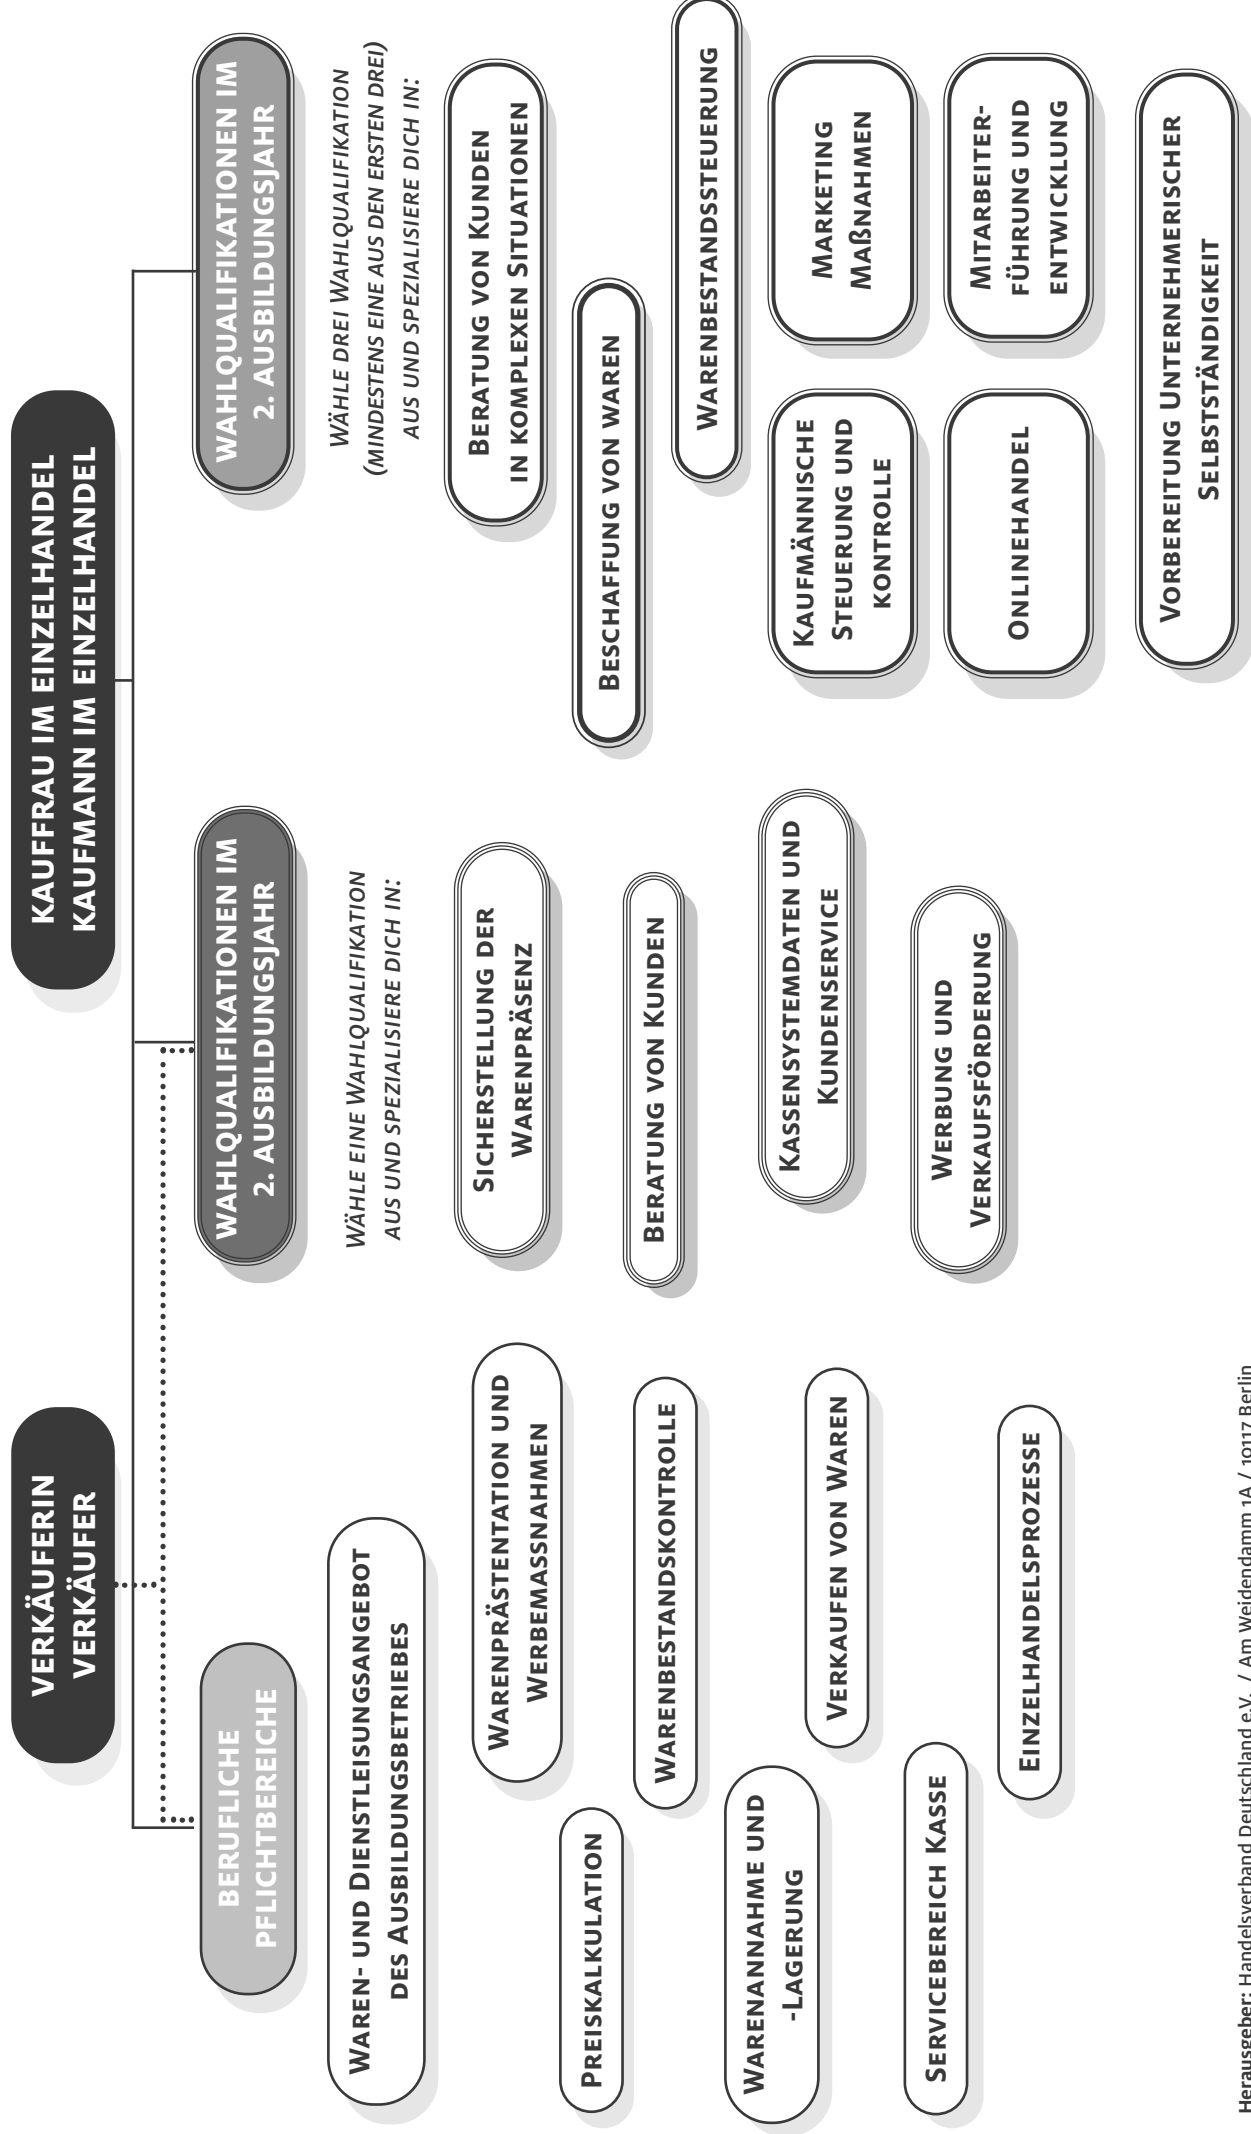 VERKÄUFERIN
VERKÄUFER
KAUFFRAU IM EINZELHANDEL
KAUFMANN IM EINZELHANDEL
BERUFLICHE
PFLICHTBEREICHE
WAREN- UND DIENSTLEISUNGSANGEBOT
DES AUSBILDUNGSBETRIEBES
WARENPRÄSTENTATION UND
WERBEMASSNAHMEN
PREISKALKULATION
WARENBESTANDSKONTROLLE
WARENANNAHME UND
-LAGERUNG
VERKAUFEN VON WAREN
SERVICEBEREICH KASSE
EINZELHANDELSPROZESSE
WAHLQUALIFIKATIONEN IM
2. AUSBILDUNGSJAHR
WÄHLE EINE WAHLQUALIFIKATION
AUS UND SPEZIALISIERE DICH IN:
SICHERSTELLUNG DER
WARENPRÄSENZ
BERATUNG VON KUNDEN
KASSENSYSTEMDATEN UND
KUNDENSERVICE
WERBUNG UND
VERKAUFSFÖRDERUNG
WAHLQUALIFIKATIONEN IM
2. AUSBILDUNGSJAHR
WÄHLE DREI WAHLQUALIFIKATION
(MINDESTENS EINE AUS DEN ERSTEN DREI)
AUS UND SPEZIALISIERE DICH IN:
BERATUNG VON KUNDEN
IN KOMPLEXEN SITUATIONEN
BESCHAFFUNG VON WAREN
WARENBESTANDSSTEUERUNG
KAUFMÄNNISCHE
STEUERUNG UND
KONTROLLE
MARKETING
MAßNAHMEN
ONLINEHANDEL
MITARBEITER-
FÜHRUNG UND
ENTWICKLUNG
VORBEREITUNG UNTERNEHMERISCHER
SELBSTSTÄNDIGKEIT
Herausgeber: Handelsverband Deutschland e.V. / Am Weidendamm 1A / 10117 Berlin